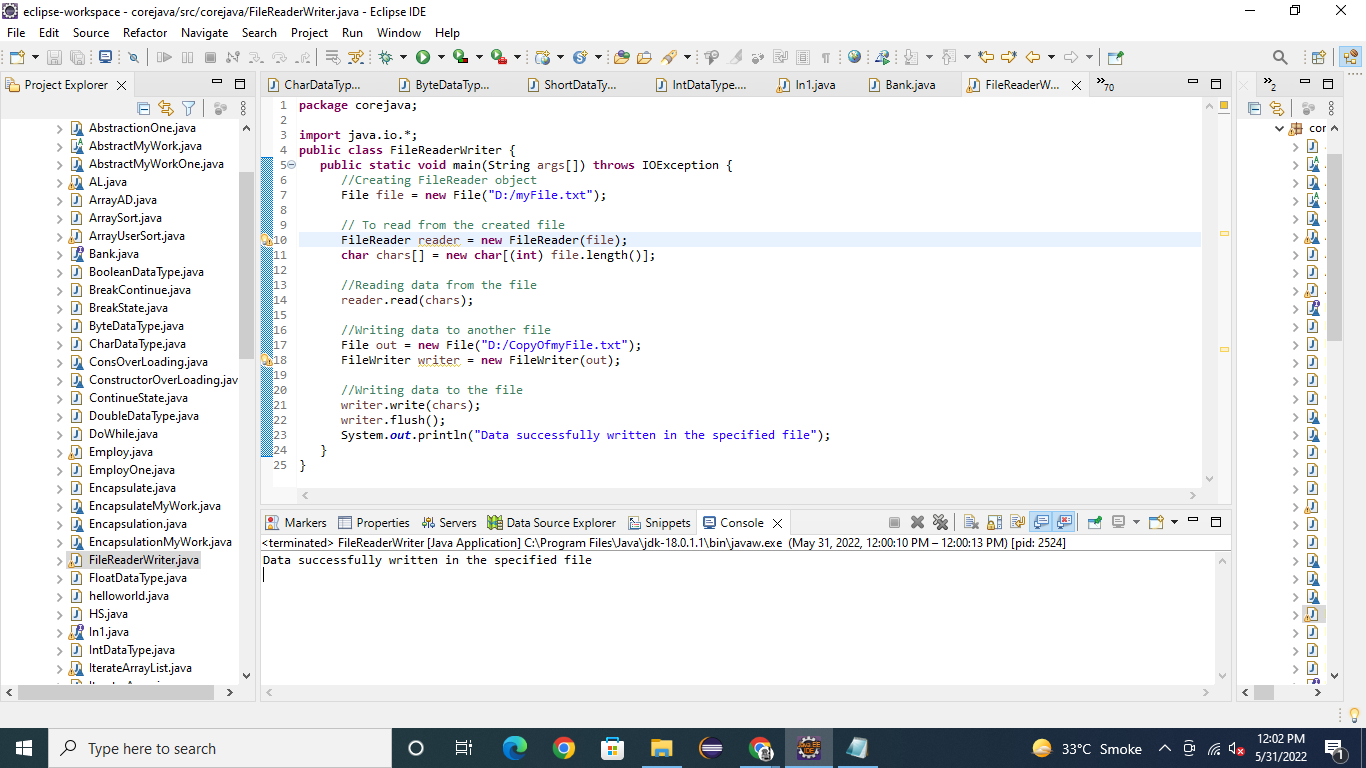 eclipse-workspace - corejava/src/corejava/FileReaderWriter.java - Eclipse IDE
File Edit Source Refactor Navigate Search Project Run Window Help
Project Explorer
CharDataTyp... ByteDataTyp... ShortDataTy... IntDataType.... In1.java Bank.java FileReaderW... »70
»2
AbstractionOne.java
AbstractMyWork.java
AbstractMyWorkOne.java
AL.java
ArrayAD.java
ArraySort.java
ArrayUserSort.java
Bank.java
BooleanDataType.java
BreakContinue.java
BreakState.java
ByteDataType.java
CharDataType.java
ConsOverLoading.java
ConstructorOverLoading.jav
ContinueState.java
DoubleDataType.java
DoWhile.java
Employ.java
EmployOne.java
Encapsulate.java
EncapsulateMyWork.java
Encapsulation.java
EncapsulationMyWork.java
FileReaderWriter.java
FloatDataType.java
helloworld.java
HS.java
In1.java
IntDataType.java
IterateArrayList.java
1 package corejava;
2
3 import java.io.*;
4 public class FileReaderWriter {
5 public static void main(String args[]) throws IOException {
6 //Creating FileReader object
7 File file = new File("D:/myFile.txt");
8
9 // To read from the created file
10 FileReader reader = new FileReader(file);
11 char chars[] = new char[(int) file.length()];
12
13 //Reading data from the file
14 reader.read(chars);
15
16 //Writing data to another file
17 File out = new File("D:/CopyOfmyFile.txt");
18 FileWriter writer = new FileWriter(out);
19
20 //Writing data to the file
21 writer.write(chars);
22 writer.flush();
23 System.out.println("Data successfully written in the specified file");
24 }
25 }
cor
Markers Properties Servers Data Source Explorer Snippets Console
<terminated> FileReaderWriter [Java Application] C:\Program Files\Java\jdk-18.0.1.1\bin\javaw.exe (May 31, 2022, 12:00:10 PM – 12:00:13 PM) [pid: 2524]
Data successfully written in the specified file
Type here to search
33°C Smoke
12:02 PM
5/31/2022
1